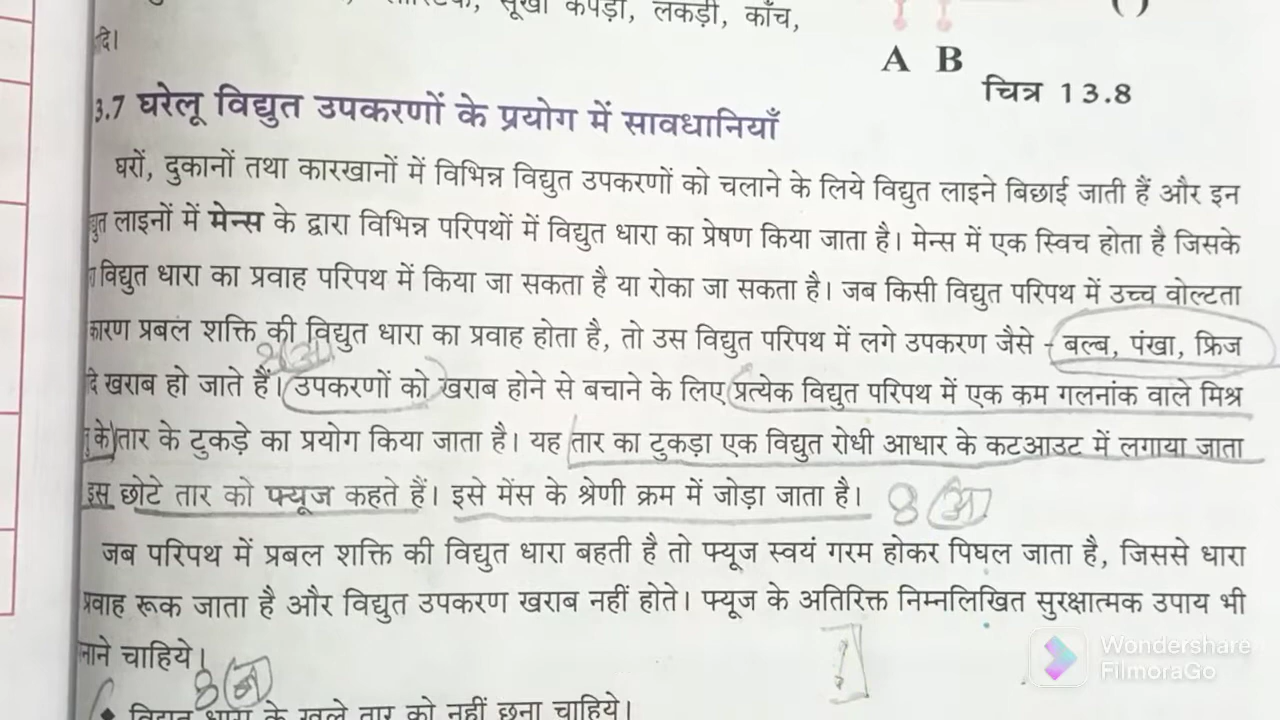 सूखा कपड़ा, लकड़ी, काँच,
दि।
A B
चित्र 13.8
3.7 घरेलू विद्युत उपकरणों के प्रयोग में सावधानियाँ
घरों, दुकानों तथा कारखानों में विभिन्न विद्युत उपकरणों को चलाने के लिये विद्युत लाइने बिछाई जाती हैं और इन
लाइनों में मेन्स के द्वारा विभिन्न परिपथों में विद्युत धारा का प्रेषण किया जाता है। मेन्स में एक स्विच होता है जिसके
विद्युत धारा का प्रवाह परिपथ में किया जा सकता है या रोका जा सकता है। जब किसी विद्युत परिपथ में उच्च वोल्टता
कारण प्रबल शक्ति की विद्युत धारा का प्रवाह होता है, तो उस विद्युत परिपथ में लगे उपकरण जैसे - बल्ब, पंखा, फ्रिज
दि खराब हो जाते हैं। उपकरणों को खराब होने से बचाने के लिए प्रत्येक विद्युत परिपथ में एक कम गलनांक वाले मिश्र
के तार के टुकड़े का प्रयोग किया जाता है। यह तार का टुकड़ा एक विद्युत रोधी आधार के कटआउट में लगाया जाता
इस छोटे तार को फ्यूज कहते हैं। इसे मेंस के श्रेणी क्रम में जोड़ा जाता है। 8 (अ)
जब परिपथ में प्रबल शक्ति की विद्युत धारा बहती है तो फ्यूज स्वयं गरम होकर पिघल जाता है, जिससे धारा
प्रवाह रूक जाता है और विद्युत उपकरण खराब नहीं होते। फ्यूज के अतिरिक्त निम्नलिखित सुरक्षात्मक उपाय भी
नाने चाहिये।
♦ विद्युत धारा के खुले तार को नहीं छूना चाहिये।
Wondershare
FilmoraGo